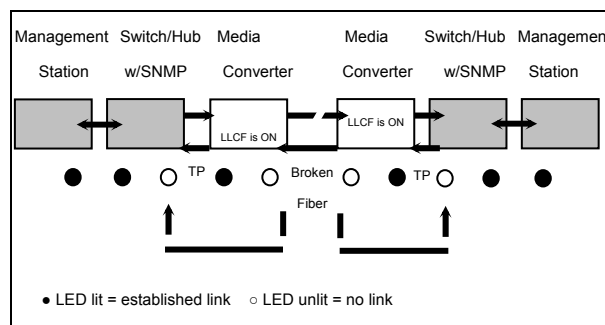 Management Switch/Hub Media Media Switch/Hub Managemen
Station w/SNMP Converter Converter w/SNMP Station
LLCF is ON LLCF is ON
TP Broken TP
Fiber
● LED lit = established link ○ LED unlit = no link